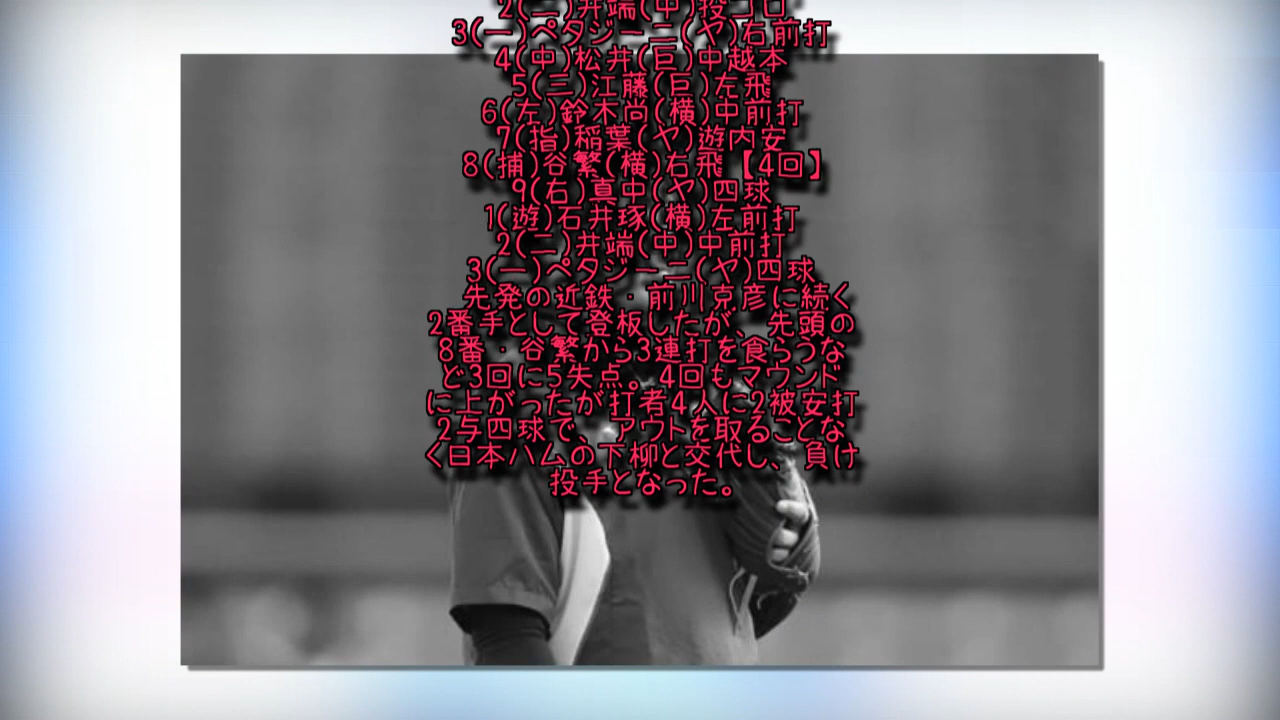 2(二)井端(中)投ゴロ
3(一)ペタジーニ(ヤ)右前打
4(中)松井(巨)中越本
5(三)江藤(巨)左飛
6(左)鈴木尚(横)中前打
7(指)稲葉(ヤ)遊内安
8(捕)谷繁(横)右飛【4回】
9(右)真中(ヤ)四球
1(遊)石井琢(横)左前打
2(二)井端(中)中前打
3(一)ペタジーニ(ヤ)四球
先発の近鉄・前川克彦に続く
2番手として登板したが、先頭の
8番・谷繁から3連打を食らうな
ど3回に5失点。4回もマウンド
に上がったが打者4人に2被安打
2与四球で、アウトを取ることな
く日本ハムの下柳と交代し、負け
投手となった。